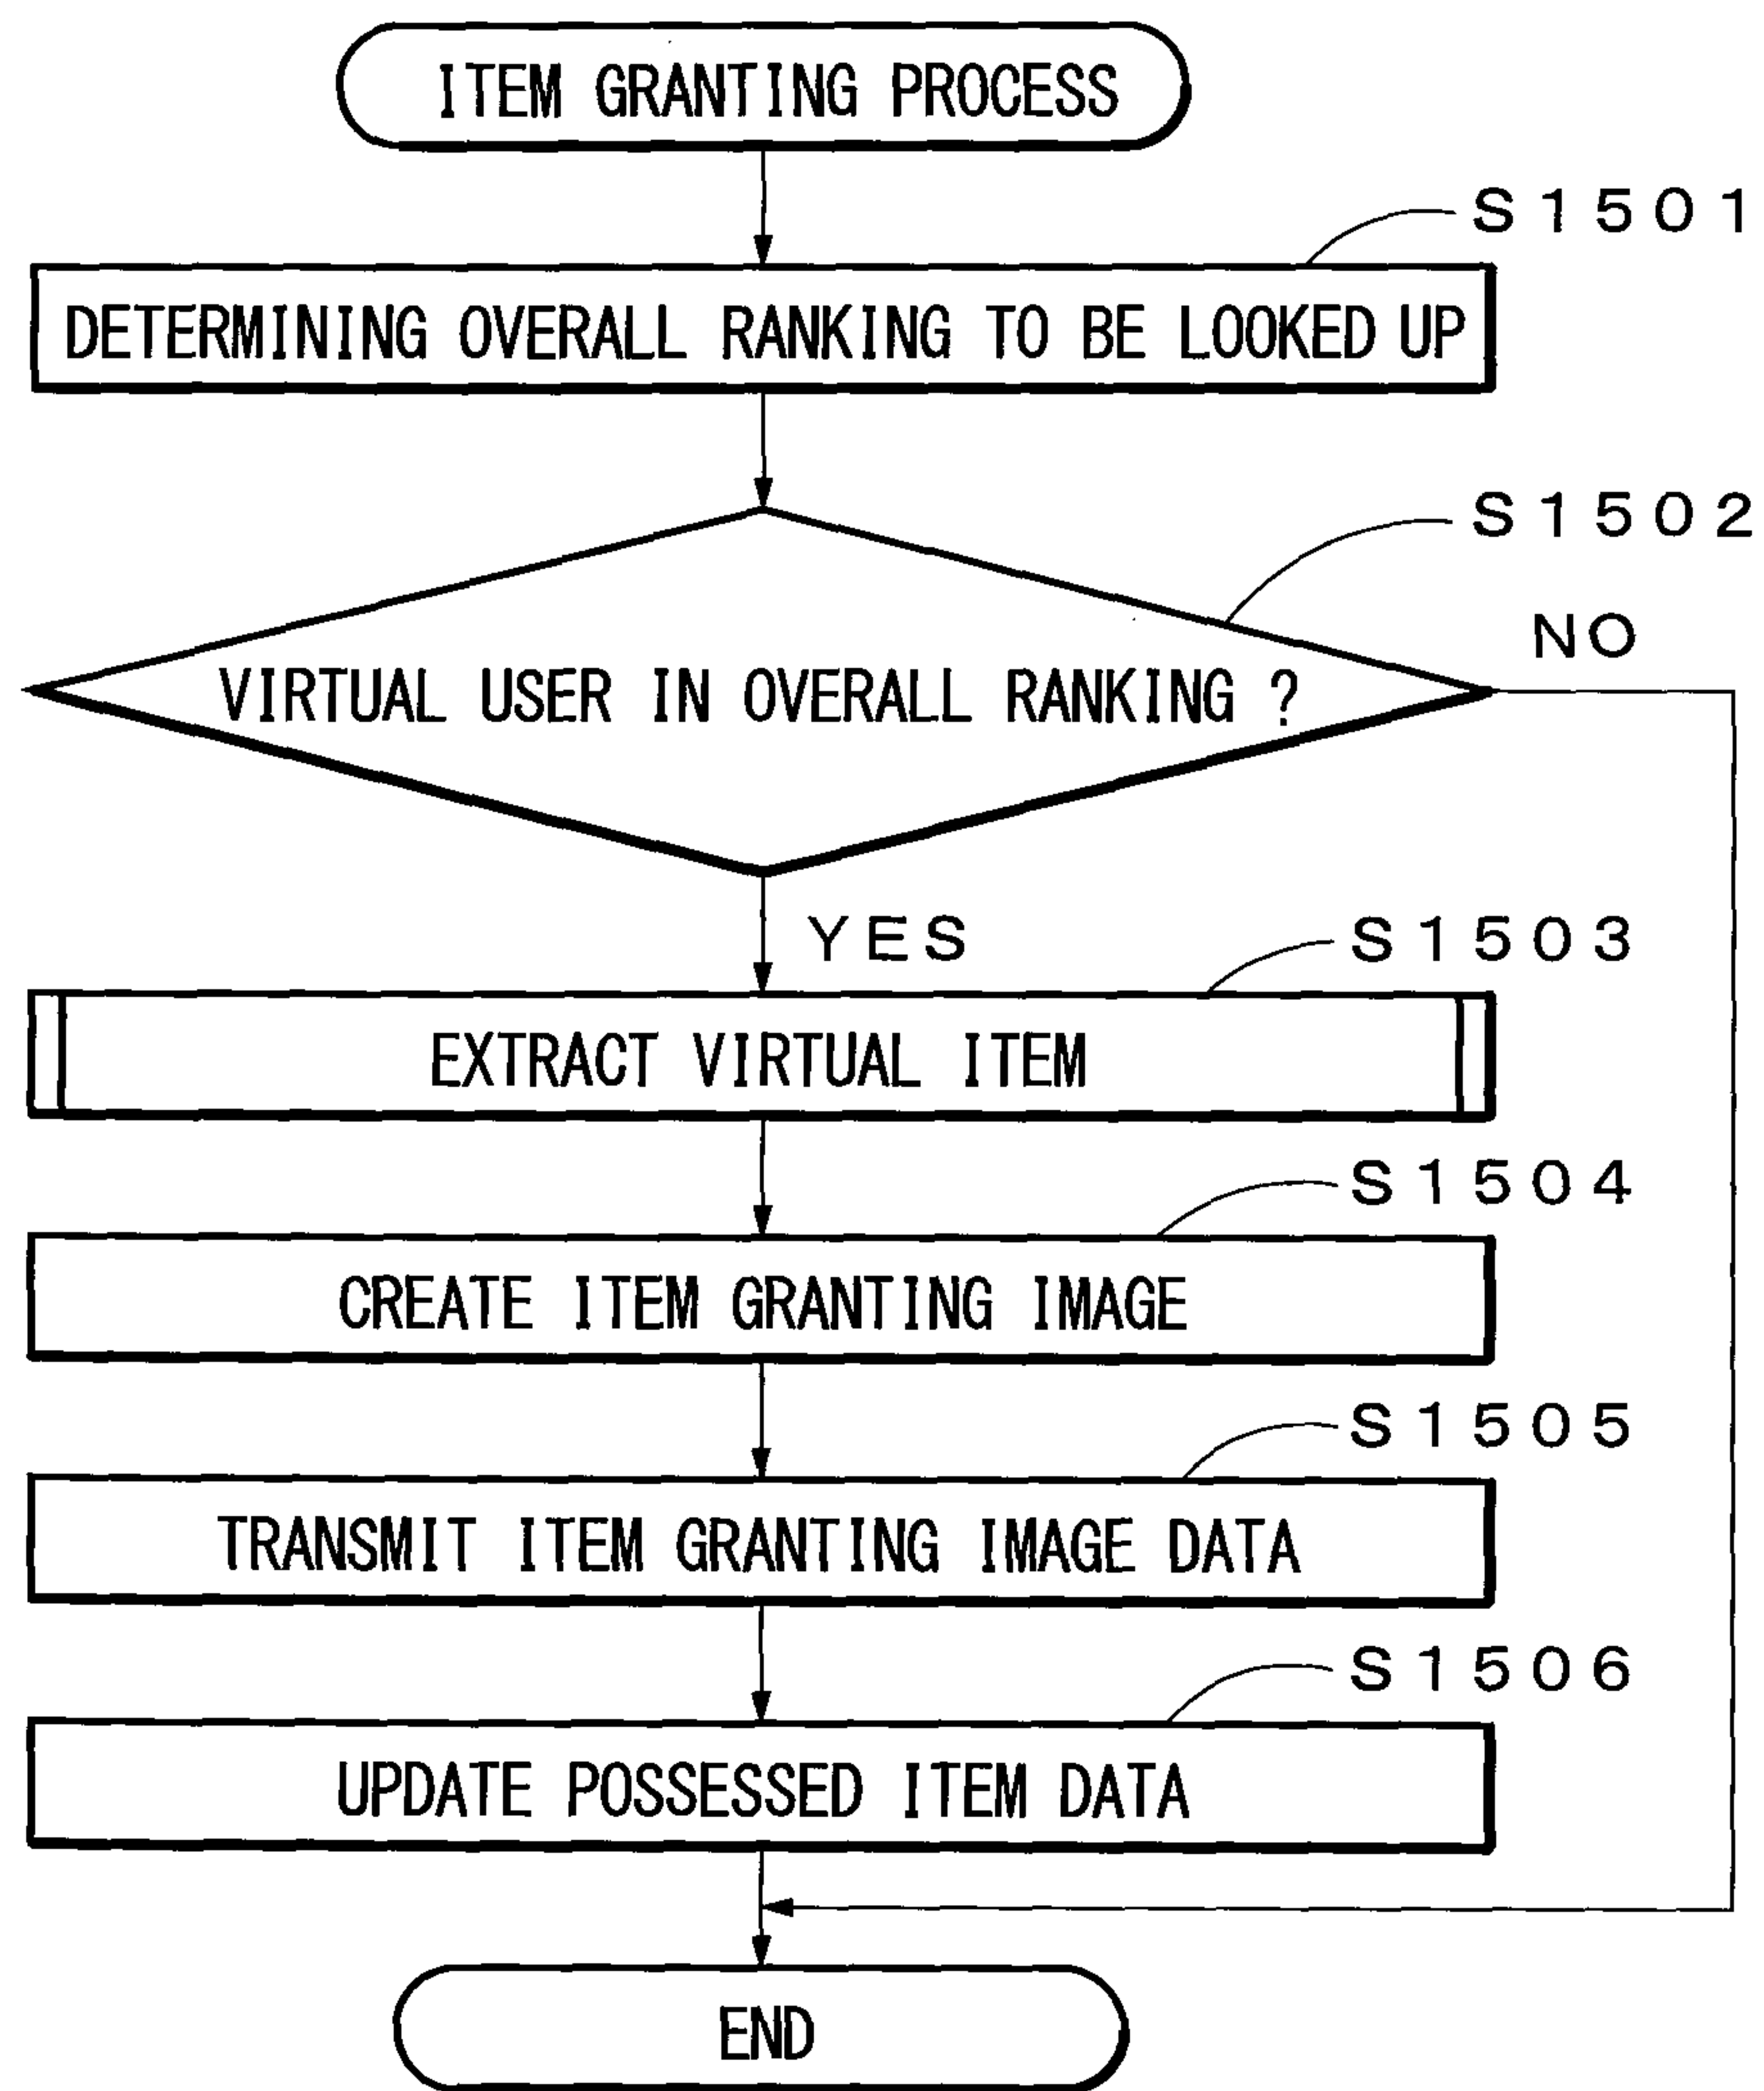 ITEM GRANTING PROCESS
S1501
DETERMINING OVERALL RANKING TO BE LOOKED UP
S1502
NO
VIRTUAL USER IN OVERALL RANKING ?
YES
S1503
EXTRACT VIRTUAL ITEM
S1504
CREATE ITEM GRANTING IMAGE
S1505
TRANSMIT ITEM GRANTING IMAGE DATA
S1506
UPDATE POSSESSED ITEM DATA
END